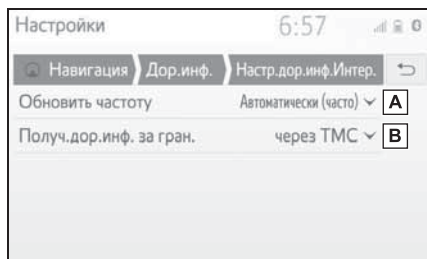 Настройки 6:57
Навигация Дор.инф. Настр.дор.инф.Интер.
Обновить частоту Автоматически (часто) A
Получ.дор.инф. за гран. через TMC B